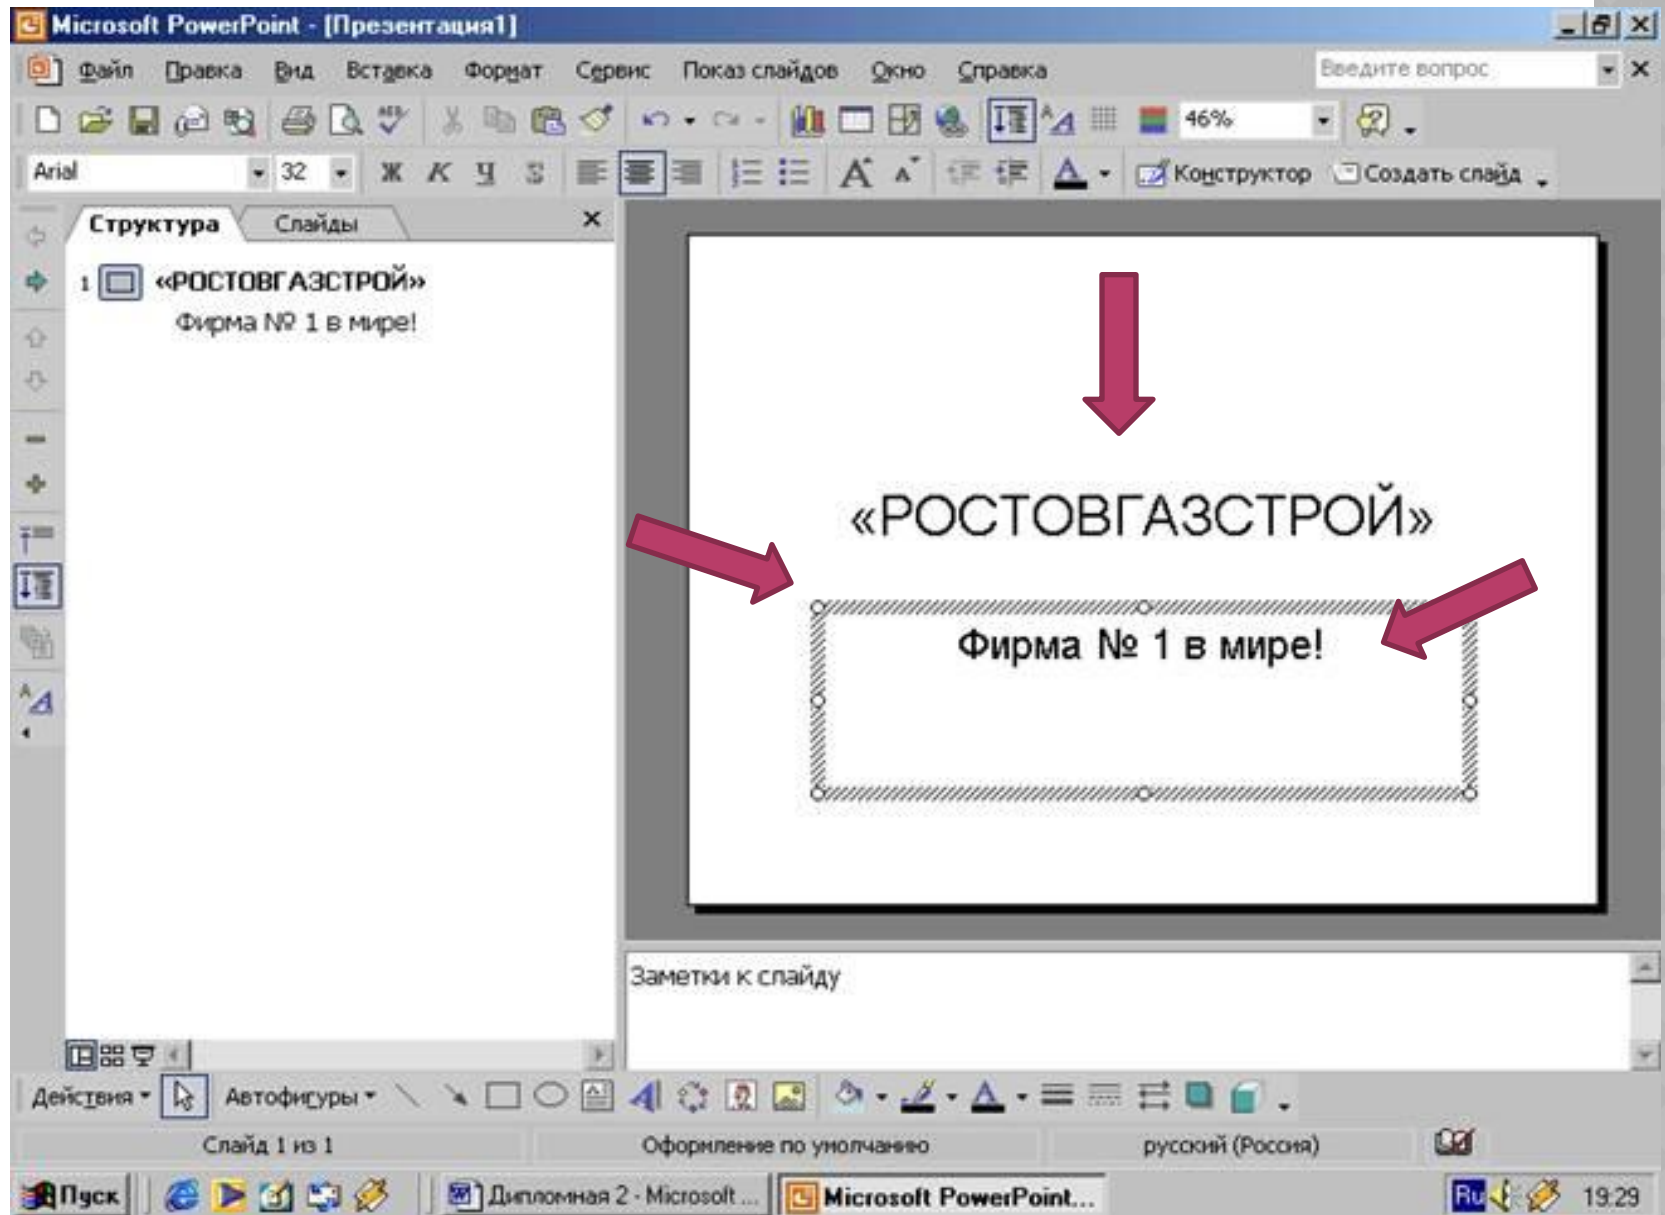 Microsoft PowerPoint - [Презентация1]
Файл Правка Вид Вставка Формат Сервис Показ слайдов Окно Справка Введите вопрос
46%
Arial 32 Ж К Ч S Конструктор Создать слайд
Структура Слайды
1 «РОСТОВГАЗСТРОЙ»
Фирма № 1 в мире!
«РОСТОВГАЗСТРОЙ»
Фирма № 1 в мире!
Заметки к слайду
Действия Автофигуры
Слайд 1 из 1 Оформление по умолчанию русский (Россия)
Пуск Дипломная 2 - Microsoft ... Microsoft PowerPoint... Ru 19:29